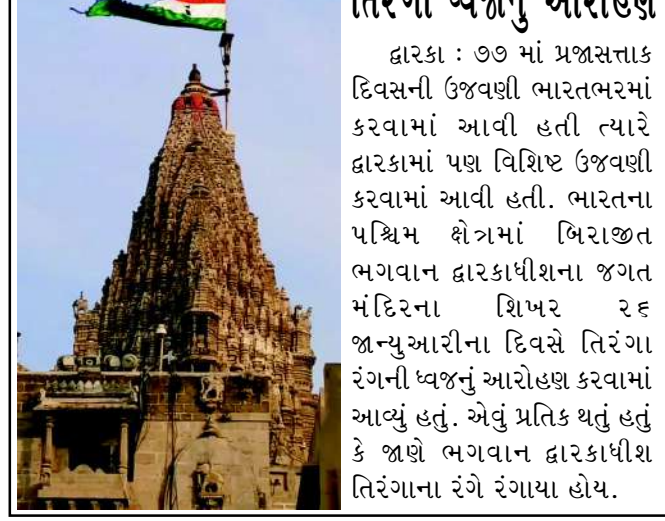 તિરંગા ધ્વજાનું આરોહણ
દ્વારકા : ૭૭ માં પ્રજાસત્તાક
દિવસની ઉજવણી ભારતભરમાં
કરવામાં આવી હતી ત્યારે
દ્વારકામાં પણ વિશિષ્ટ ઉજવણી
કરવામાં આવી હતી. ભારતના
પશ્ચિમ ક્ષેત્રમાં બિરાજીત
ભગવાન દ્વારકાધીશના જગત
મંદિરના શિખર ૨૬
જાન્યુઆરીના દિવસે તિરંગા
રંગની ધ્વજનું આરોહણ કરવામાં
આવ્યું હતું. એવું પ્રતિક થતું હતું
કે જાણે ભગવાન દ્વારકાધીશ
તિરંગાના રંગે રંગાયા હોય.